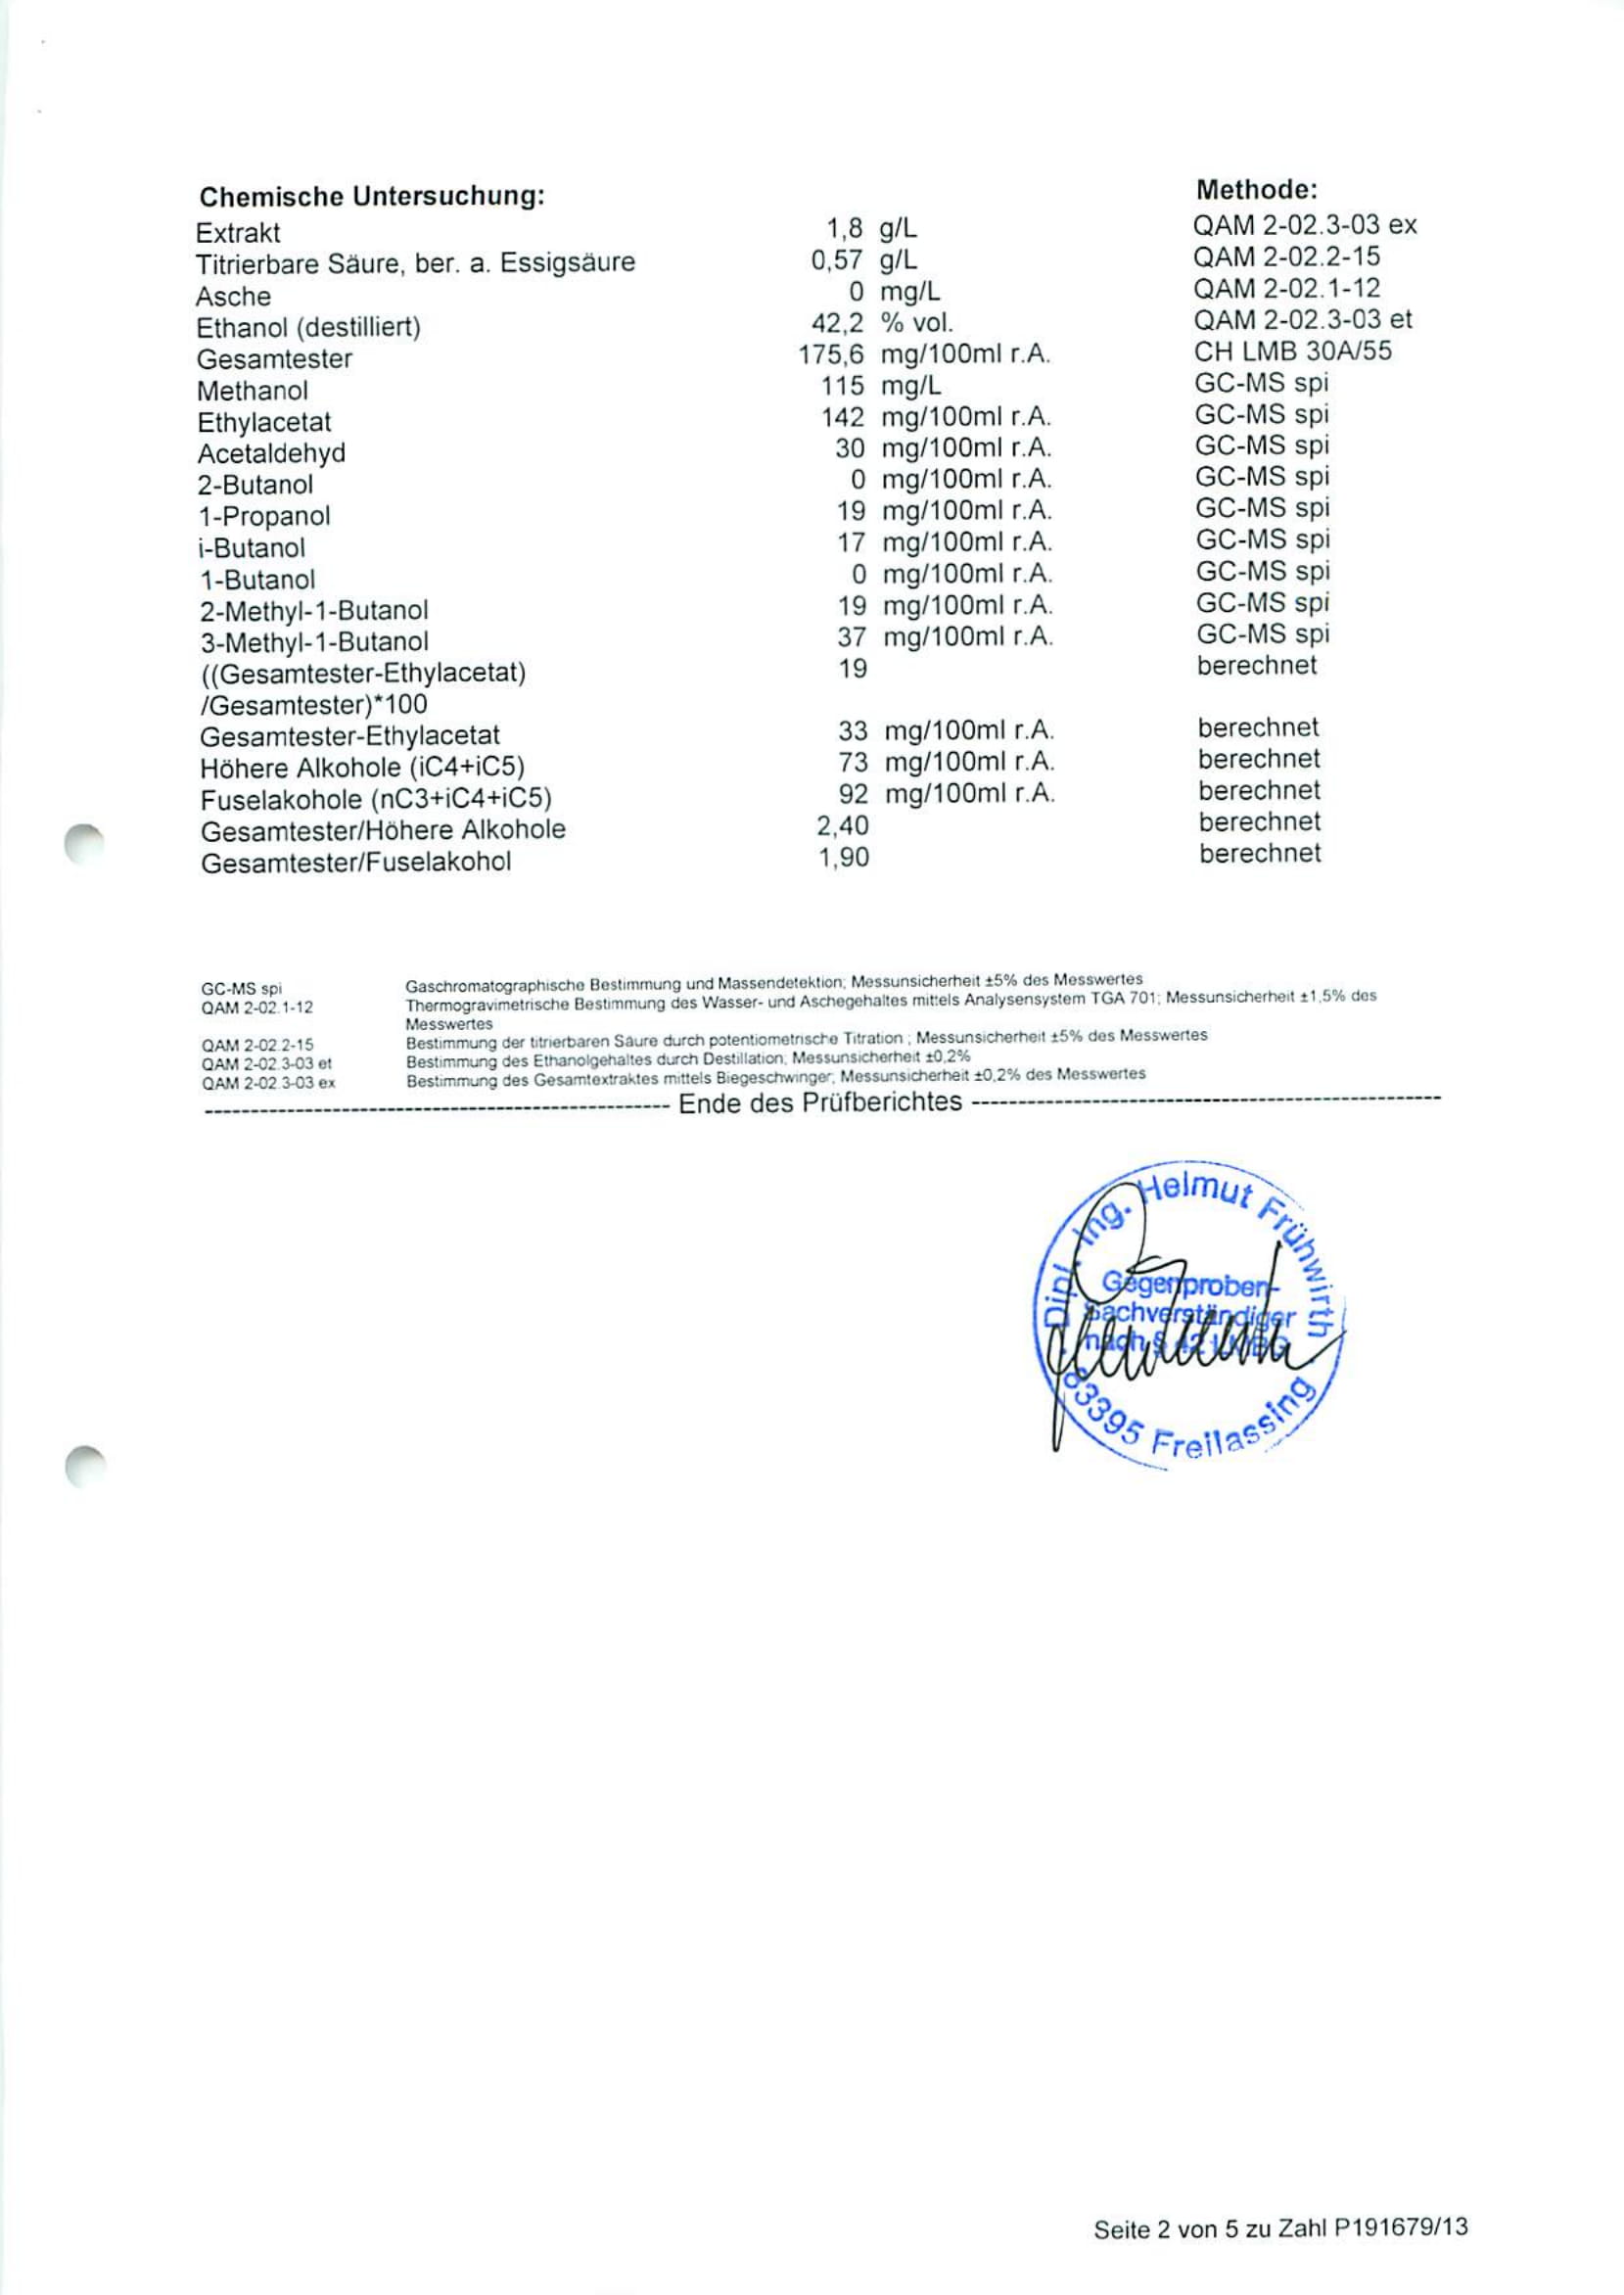 Chemische Untersuchung: Methode:
Extrakt 1,8 g/L QAM 2-02.3-03 ex
Titrierbare Säure, ber. a. Essigsäure 0,57 g/L QAM 2-02.2-15
Asche 0 mg/L QAM 2-02.1-12
Ethanol (destilliert) 42,2 % vol. QAM 2-02.3-03 et
Gesamtester 175,6 mg/100ml r.A. CH LMB 30A/55
Methanol 115 mg/L GC-MS spi
Ethylacetat 142 mg/100ml r.A. GC-MS spi
Acetaldehyd 30 mg/100ml r.A. GC-MS spi
2-Butanol 0 mg/100ml r.A. GC-MS spi
1-Propanol 19 mg/100ml r.A. GC-MS spi
i-Butanol 17 mg/100ml r.A. GC-MS spi
1-Butanol 0 mg/100ml r.A. GC-MS spi
2-Methyl-1-Butanol 19 mg/100ml r.A. GC-MS spi
3-Methyl-1-Butanol 37 mg/100ml r.A. GC-MS spi
((Gesamtester-Ethylacetat) 19 berechnet
/Gesamtester)*100
Gesamtester-Ethylacetat 33 mg/100ml r.A. berechnet
Höhere Alkohole (iC4+iC5) 73 mg/100ml r.A. berechnet
Fuselakohole (nC3+iC4+iC5) 92 mg/100ml r.A. berechnet
Gesamtester/Höhere Alkohole 2,40 berechnet
Gesamtester/Fuselakohol 1,90 berechnet
GC-MS spi Gaschromatographische Bestimmung und Massendetektion; Messunsicherheit ±5% des Messwertes
QAM 2-02.1-12 Thermogravimetrische Bestimmung des Wasser- und Aschegehaltes mittels Analysensystem TGA 701; Messunsicherheit ±1,5% des
Messwertes
QAM 2-02.2-15 Bestimmung der titrierbaren Säure durch potentiometrische Titration ; Messunsicherheit ±5% des Messwertes
QAM 2-02.3-03 et Bestimmung des Ethanolgehaltes durch Destillation; Messunsicherheit ±0,2%
QAM 2-02.3-03 ex Bestimmung des Gesamtextraktes mittels Biegeschwinger; Messunsicherheit ±0,2% des Messwertes
Ende des Prüfberichtes
Dipl.-Ing. Helmut Frühwirth
Gegenproben-
Sachverständiger
nach § 42 LMBG
83395 Freilassing
Seite 2 von 5 zu Zahl P191679/13